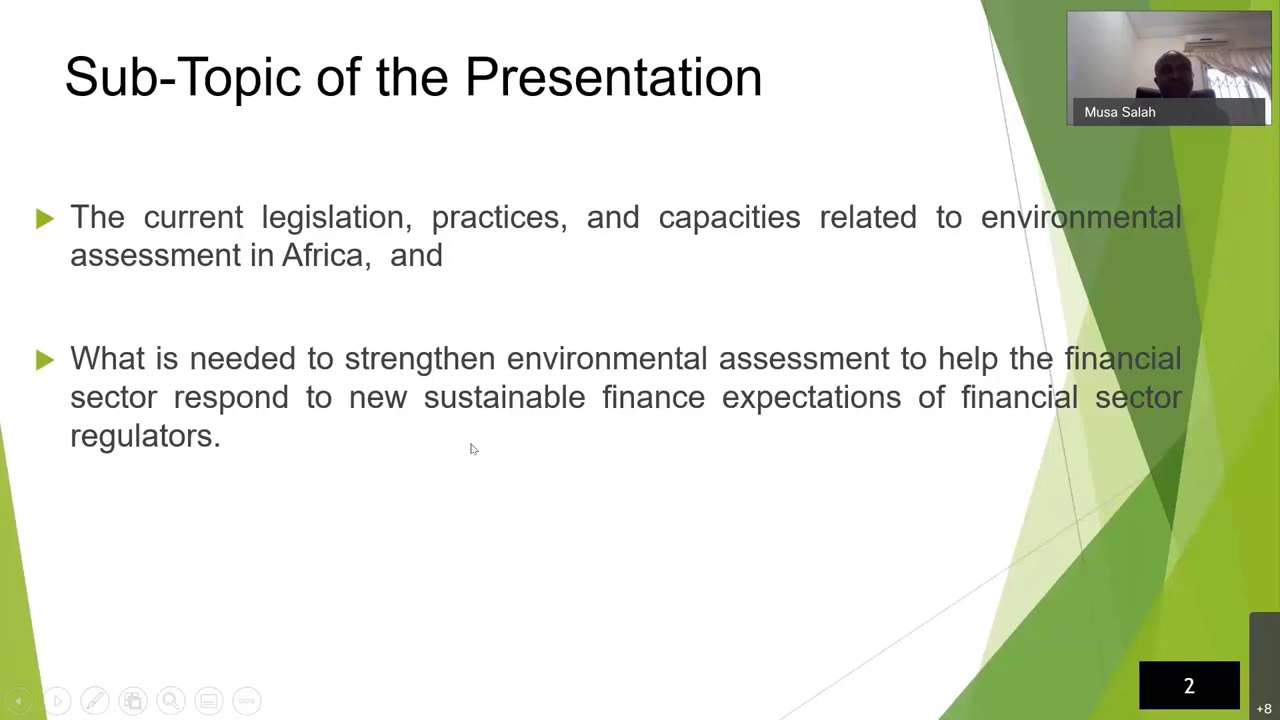 Sub-Topic of the Presentation
Musa Salah
The current legislation, practices, and capacities related to environmental
assessment in Africa, and
What is needed to strengthen environmental assessment to help the financial
sector respond to new sustainable finance expectations of financial sector
regulators.
2
+8